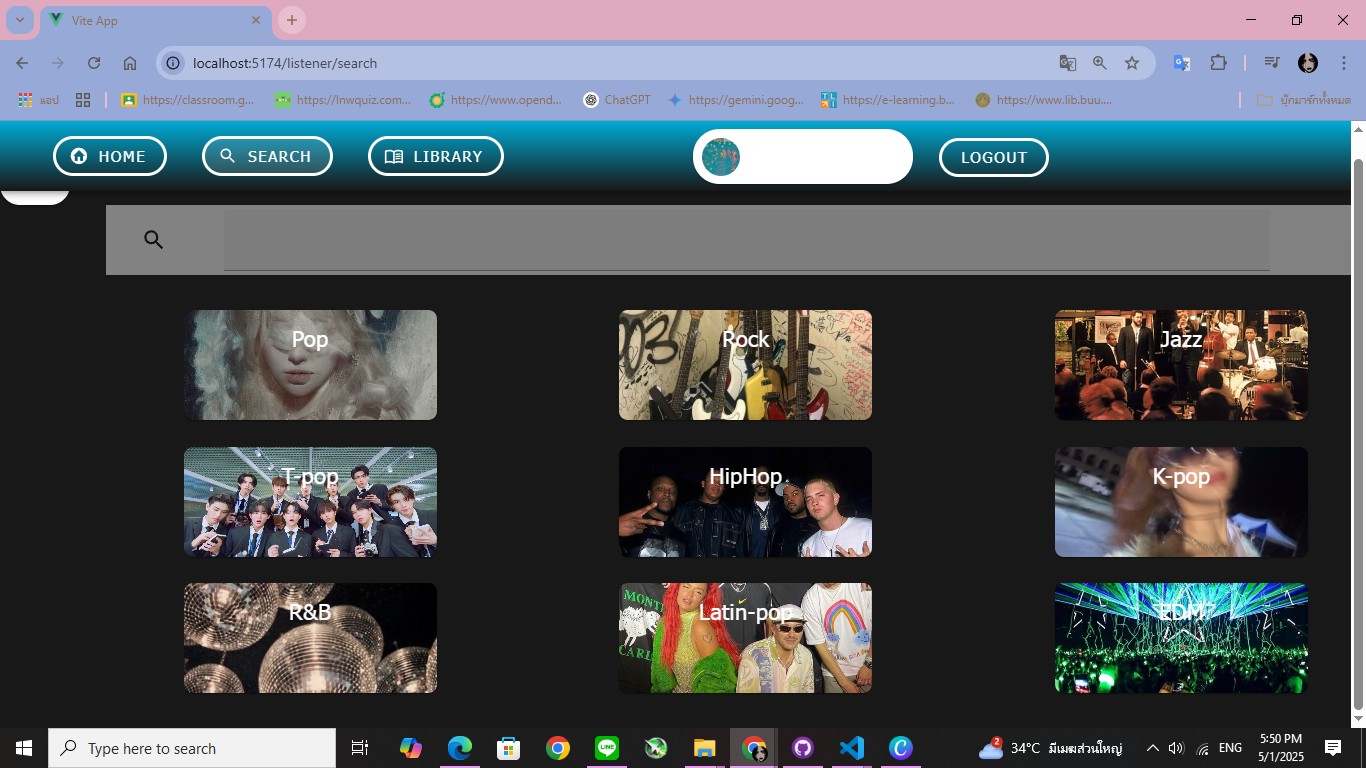 Vite App
localhost:5174/listener/search
แอป
https://classroom.g...
https://lnwquiz.com...
https://www.opend...
ChatGPT
https://gemini.goog...
https://e-learning.b...
https://www.lib.buu....
บุ๊กมาร์กทั้งหมด
HOME
SEARCH
LIBRARY
LOGOUT
Pop
Rock
Jazz
T-pop
HipHop
K-pop
R&B
Latin-pop
EDM
Type here to search
2
34°C มีเมฆส่วนใหญ่
ENG
5:50 PM
5/1/2025